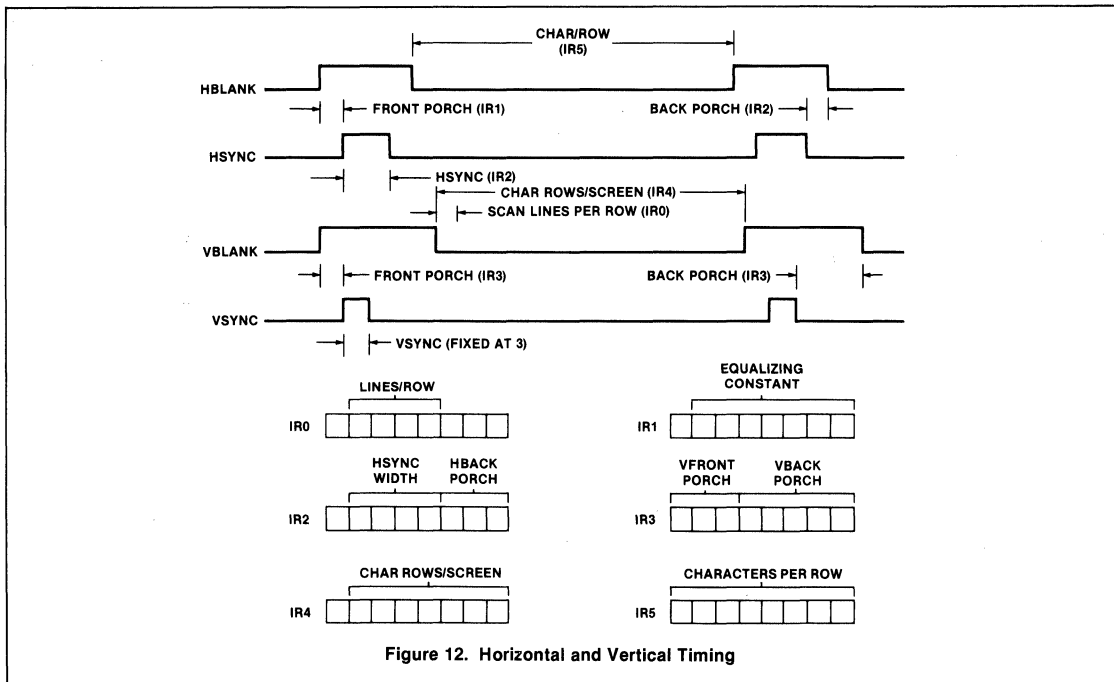 CHAR/ROW
(IR5)
HBLANK
FRONT PORCH (IR1)
BACK PORCH (IR2)
HSYNC
HSYNC (IR2)
CHAR ROWS/SCREEN (IR4)
SCAN LINES PER ROW (IR0)
VBLANK
FRONT PORCH (IR3)
BACK PORCH (IR3)
VSYNC
VSYNC (FIXED AT 3)
LINES/ROW
IR0
EQUALIZING
CONSTANT
IR1
HSYNC
WIDTH
HBACK
PORCH
IR2
VFRONT
PORCH
VBACK
PORCH
IR3
CHAR ROWS/SCREEN
IR4
CHARACTERS PER ROW
IR5
Figure 12. Horizontal and Vertical Timing